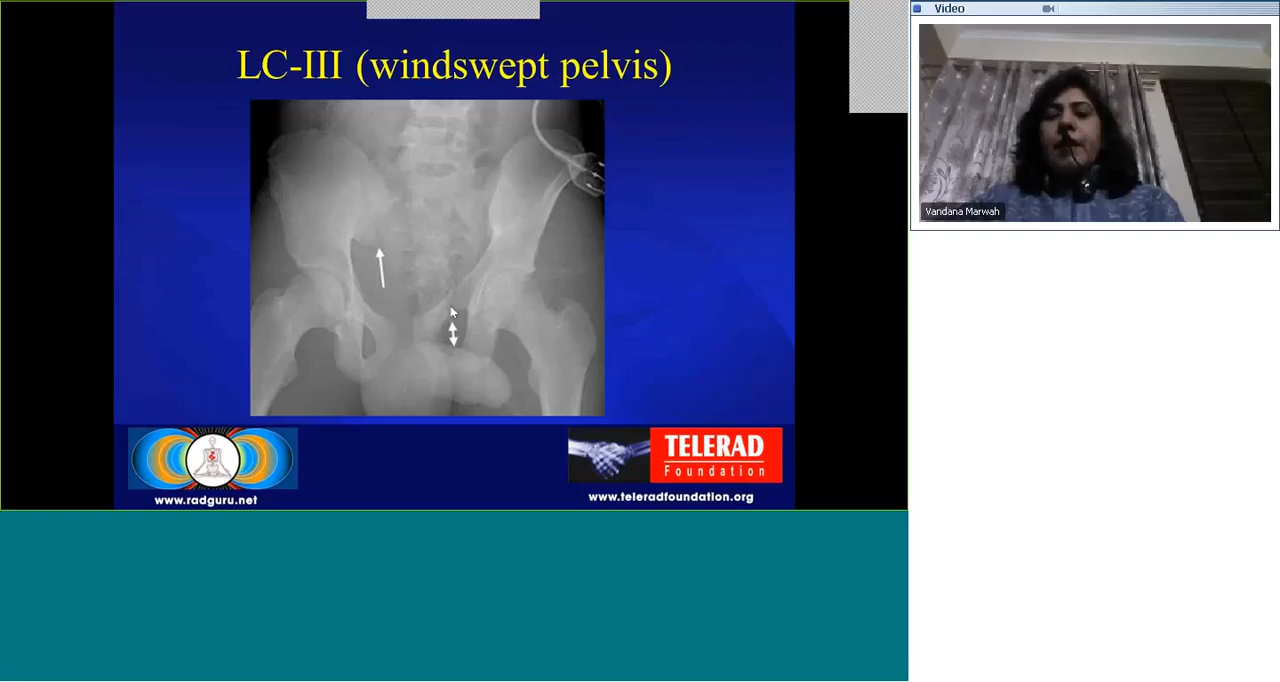 LC-III (windswept pelvis)
www.radguru.net
TELERAD
Foundation
www.teleradfoundation.org
Video
Vandana Marwah